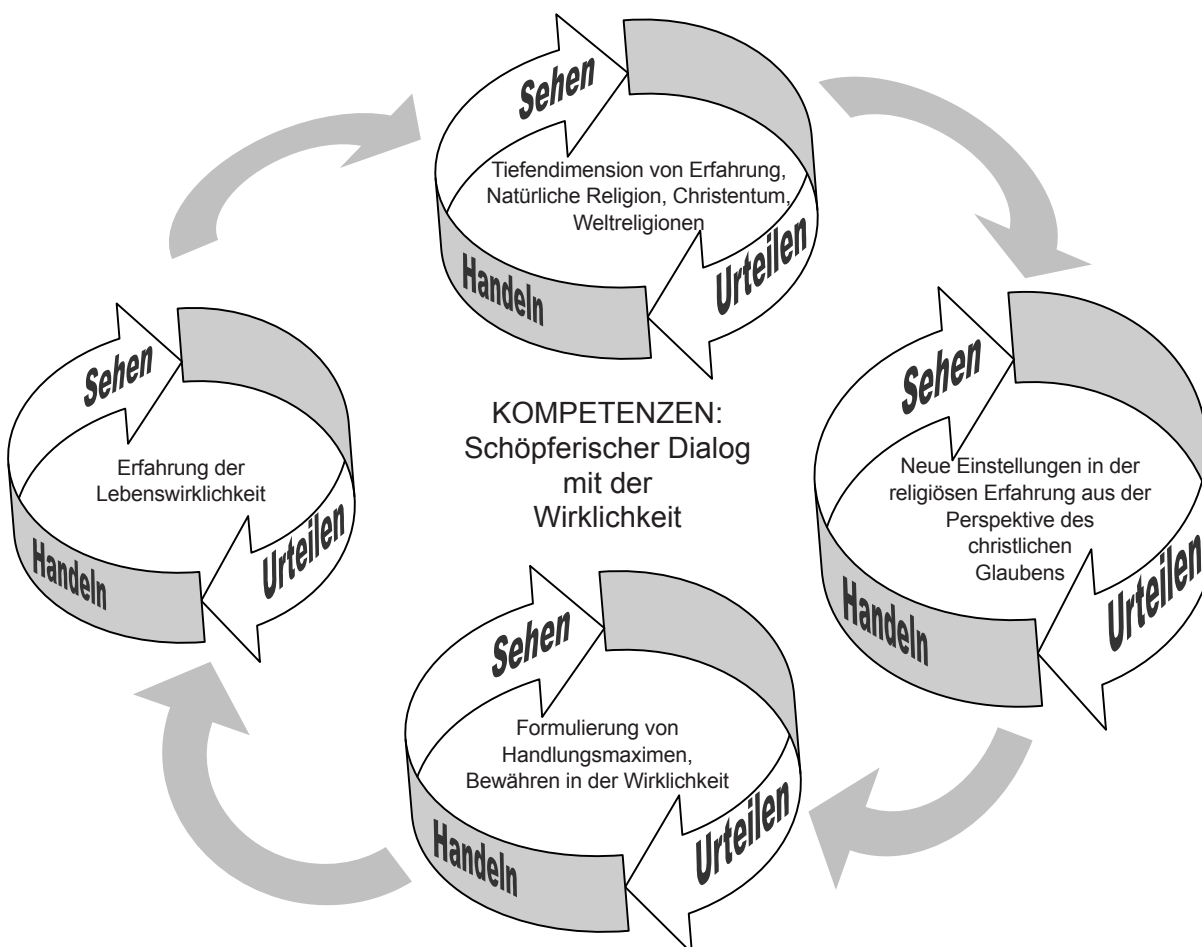 Sehen
Tiefendimension von Erfahrung,
Natürliche Religion, Christentum,
Weltreligionen
Urteilen
Handeln
Sehen
Erfahrung der
Lebenswirklichkeit
Urteilen
Handeln
KOMPETENZEN:
Schöpferischer Dialog
mit der
Wirklichkeit
Sehen
Neue Einstellungen in der
religiösen Erfahrung aus der
Perspektive des
christlichen
Glaubens
Urteilen
Handeln
Sehen
Formulierung von
Handlungsmaximen,
Bewähren in der Wirklichkeit
Urteilen
Handeln